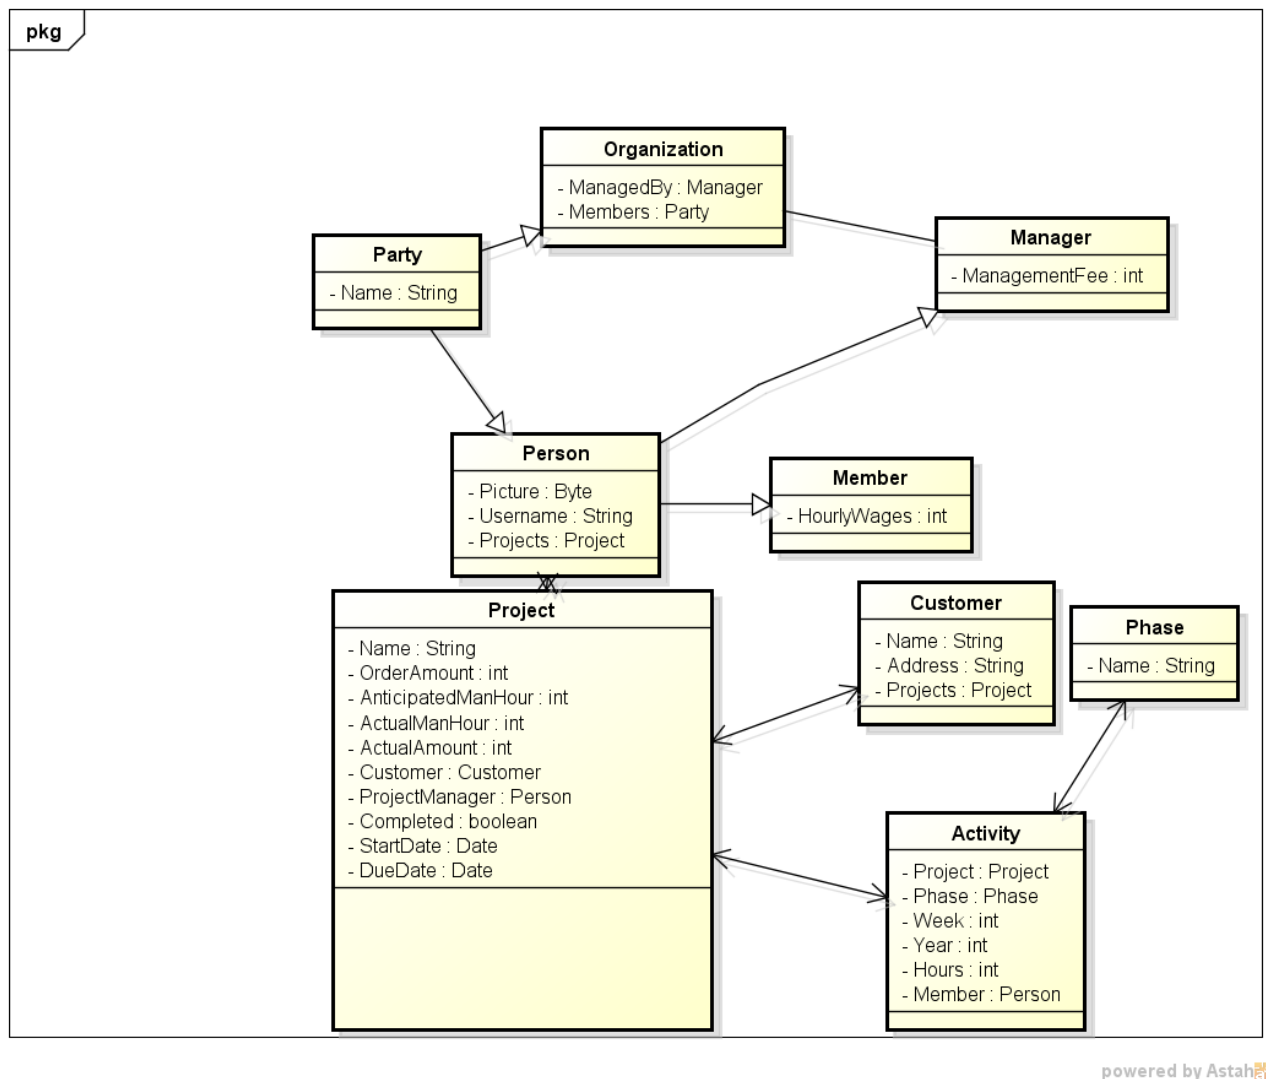 pkg
Organization
- ManagedBy : Manager
- Members : Party
Manager
- ManagementFee : int
Party
- Name : String
Person
- Picture : Byte
- Username : String
- Projects : Project
Member
- HourlyWages : int
Project
- Name : String
- OrderAmount : int
- AnticipatedManHour : int
- ActualManHour : int
- ActualAmount : int
- Customer : Customer
- ProjectManager : Person
- Completed : boolean
- StartDate : Date
- DueDate : Date
Customer
- Name : String
- Address : String
- Projects : Project
Phase
- Name : String
Activity
- Project : Project
- Phase : Phase
- Week : int
- Year : int
- Hours : int
- Member : Person
powered by Astah